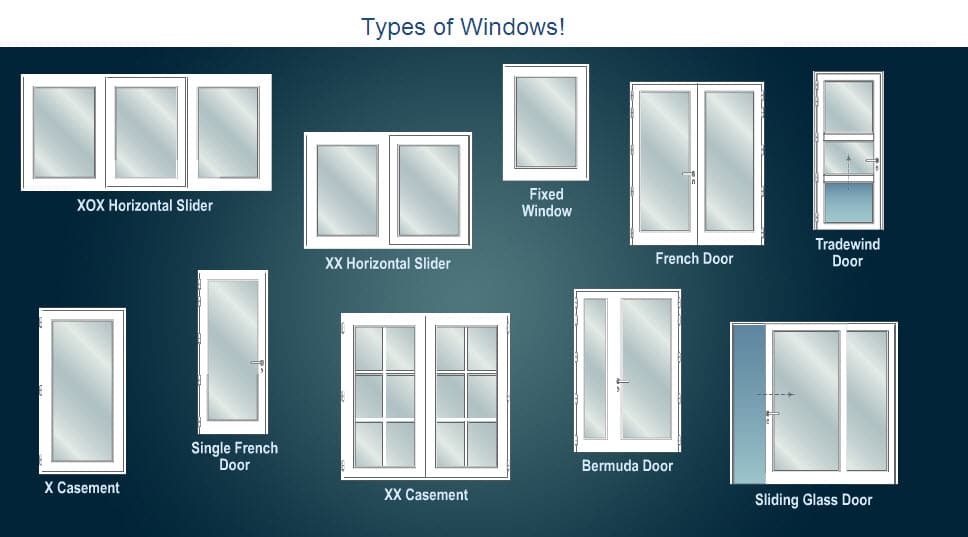 Types of Windows!
XOX Horizontal Slider
XX Horizontal Slider
Fixed
Window
French Door
Tradewind
Door
X Casement
Single French
Door
XX Casement
Bermuda Door
Sliding Glass Door